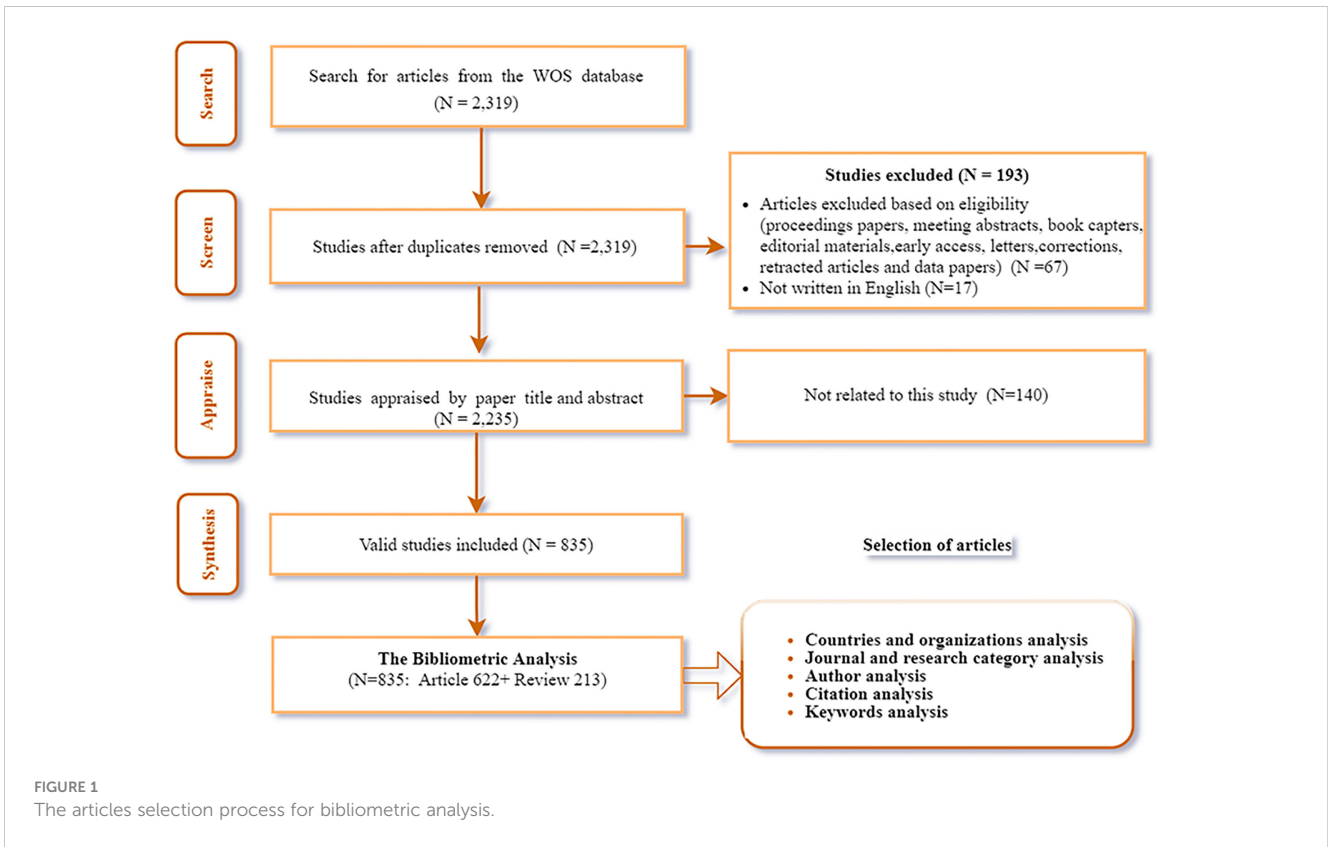 Search
Search for articles from the WOS database
(N = 2,319)
Screen
Studies after duplicates removed (N =2,319)
Studies excluded (N = 193)
• Articles excluded based on eligibility
(proceedings papers, meeting abstracts, book capters,
editorial materials,early access, letters,corrections,
retracted articles and data papers) (N =67)
• Not written in English (N=17)
Appraise
Studies appraised by paper title and abstract
(N = 2,235)
Not related to this study (N=140)
Synthesis
Valid studies included (N = 835)
Selection of articles
The Bibliometric Analysis
(N=835: Article 622+ Review 213)
• Countries and organizations analysis
• Journal and research category analysis
• Author analysis
• Citation analysis
• Keywords analysis
FIGURE 1
The articles selection process for bibliometric analysis.